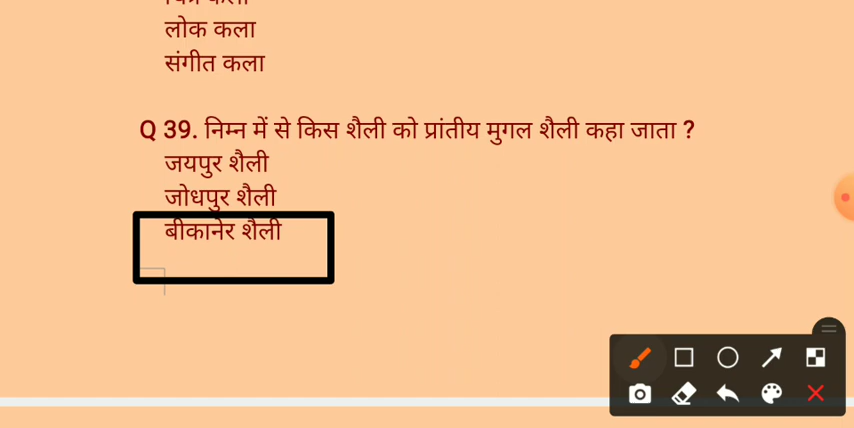 लोक कला
संगीत कला
Q 39. निम्न में से किस शैली को प्रांतीय मुगल शैली कहा जाता ?
जयपुर शैली
जोधपुर शैली
बीकानेर शैली